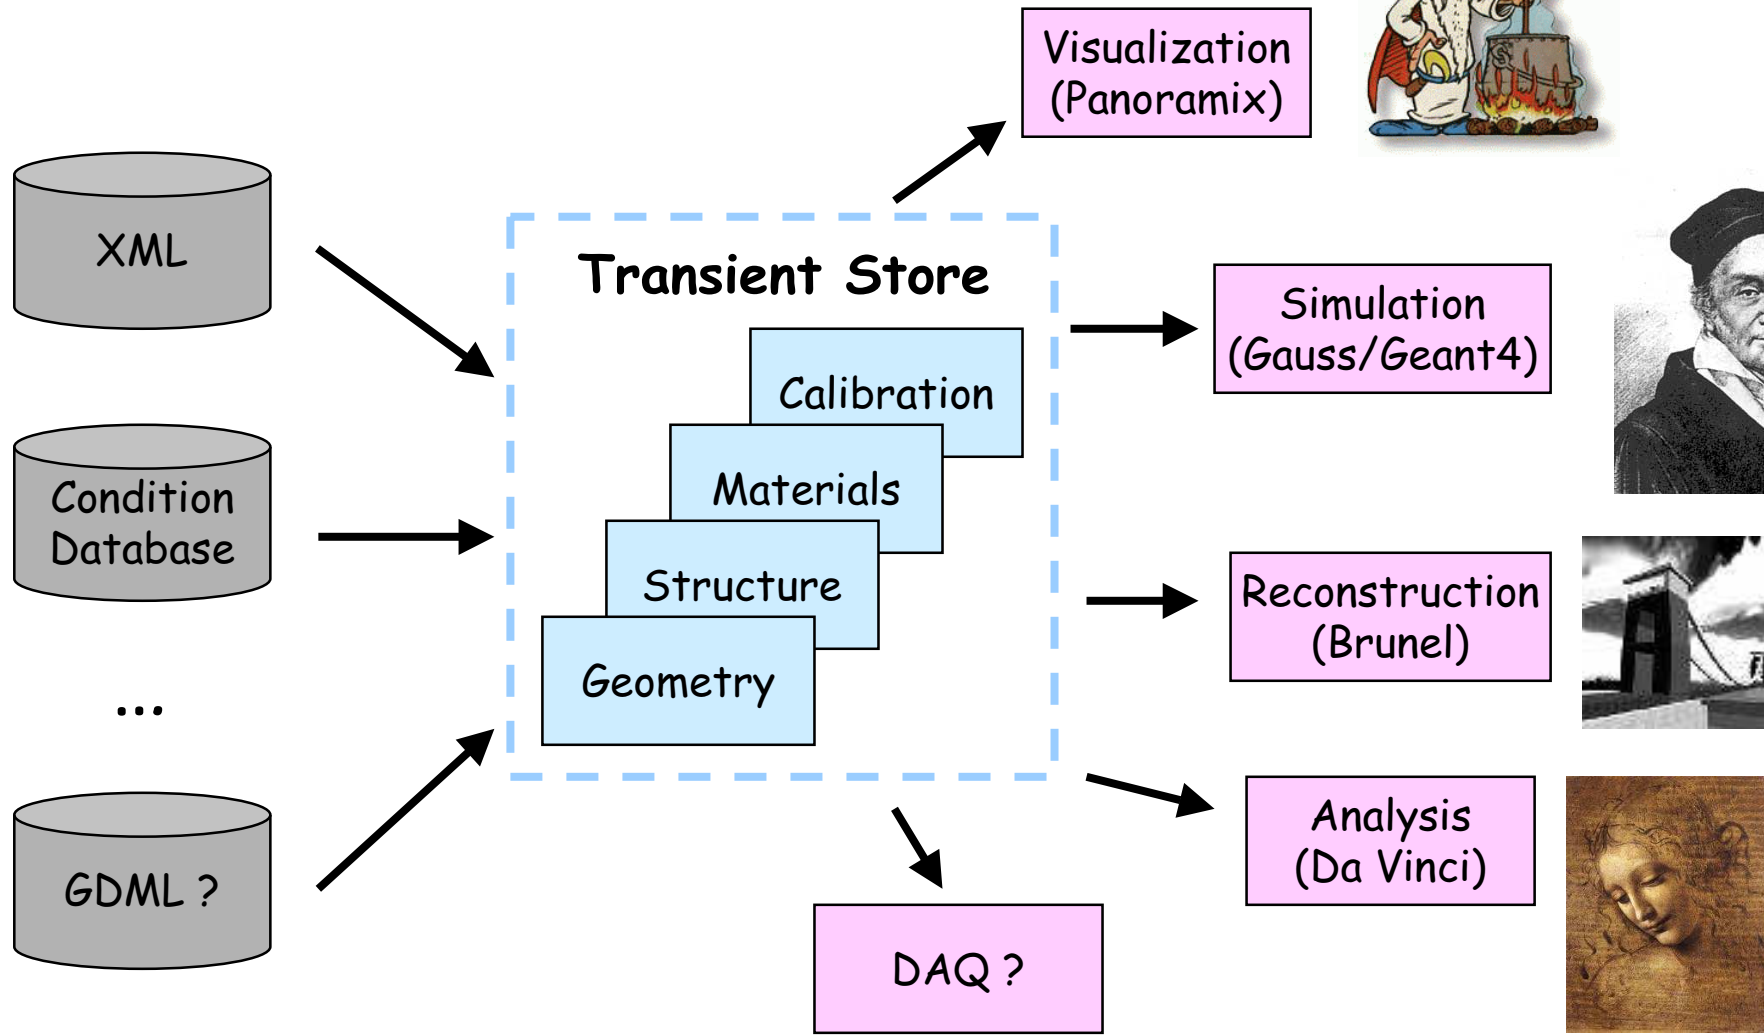 Visualization
(Panoramix)
XML
Transient Store
Simulation
(Gauss/Geant4)
Calibration
Materials
Condition
Database
Structure
Reconstruction
(Brunel)
Geometry
...
Analysis
(Da Vinci)
GDML ?
DAQ ?